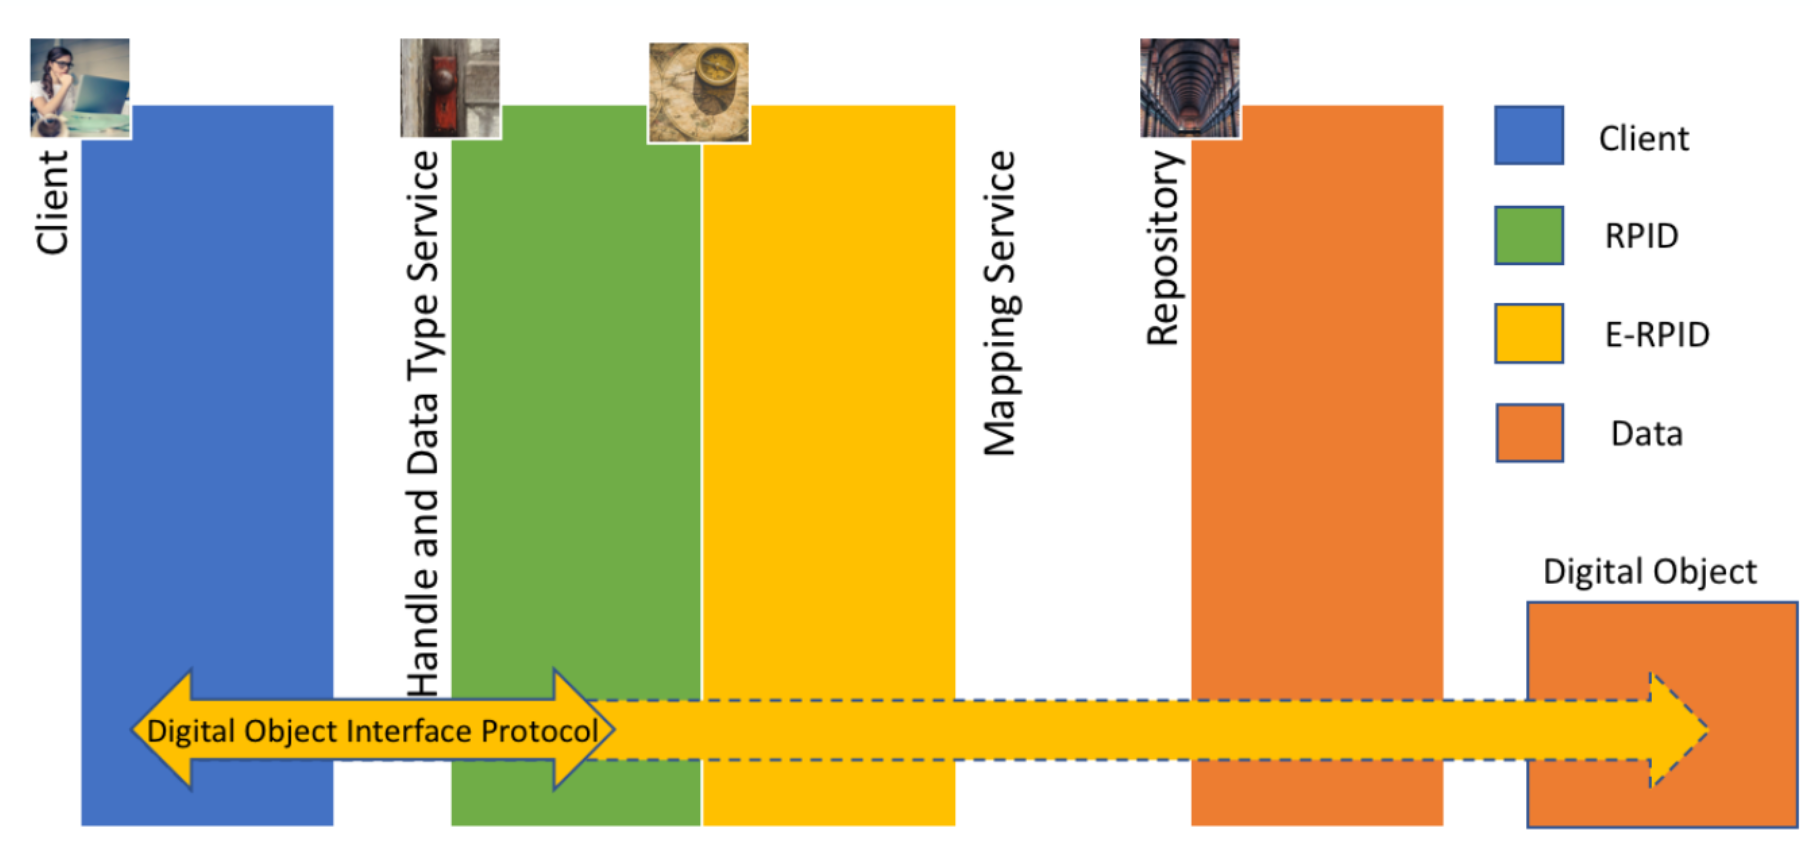 Client
Handle and Data Type Service
Mapping Service
Repository
Client
RPID
E-RPID
Data
Digital Object
Digital Object Interface Protocol